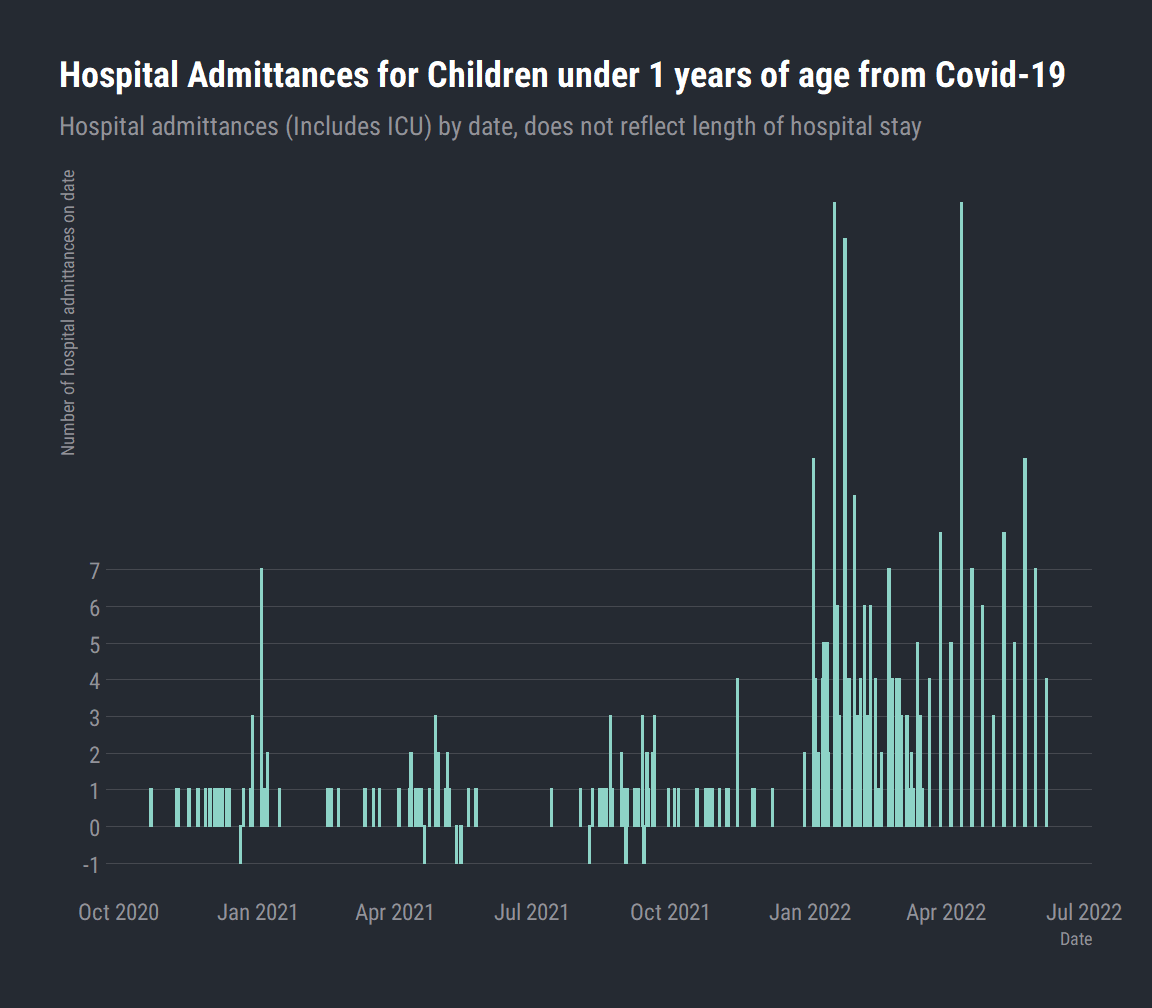 Hospital Admittances for Children under 1 years of age from Covid-19
Hospital admittances (Includes ICU) by date, does not reflect length of hospital stay
Number of hospital admittances on date
7
6
5
4
3
2
1
0
-1
Oct 2020 Jan 2021 Apr 2021 Jul 2021 Oct 2021 Jan 2022 Apr 2022 Jul 2022
Date